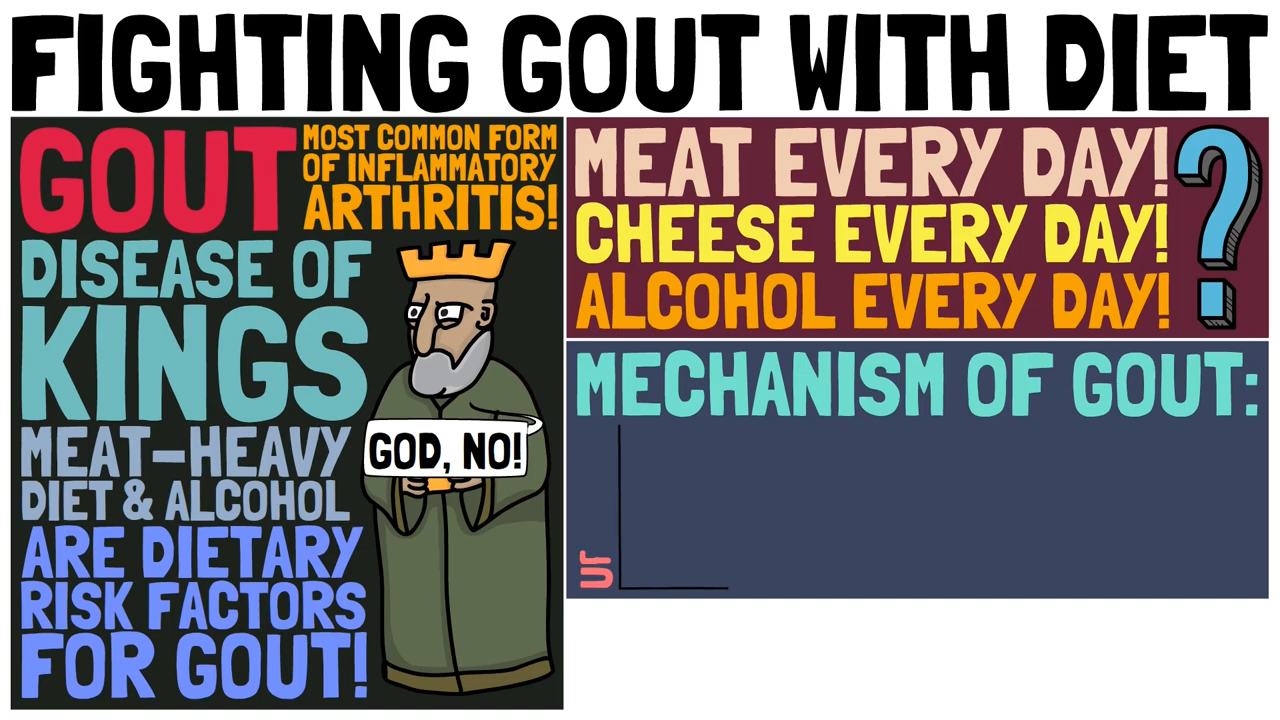 FIGHTING GOUT WITH DIET
GOUT
MOST COMMON FORM
OF INFLAMMATORY
ARTHRITIS!
DISEASE OF
KINGS
MEAT-HEAVY
DIET & ALCOHOL
ARE DIETARY
RISK FACTORS
FOR GOUT!
GOD, NO!
MEAT EVERY DAY!
CHEESE EVERY DAY!
ALCOHOL EVERY DAY!
?
MECHANISM OF GOUT:
Ur